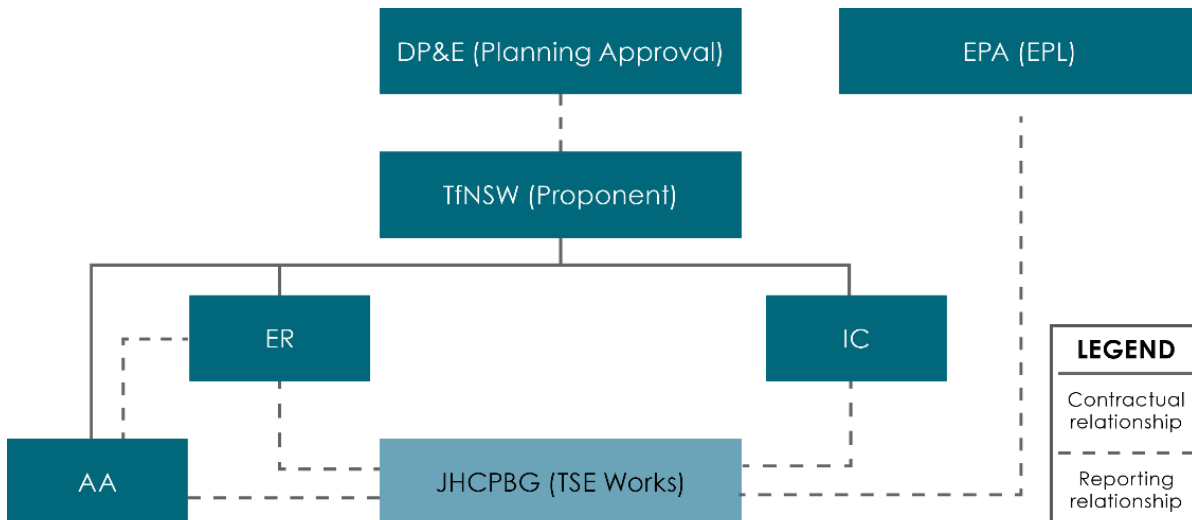 DP&E (Planning Approval)
EPA (EPL)
TfNSW (Proponent)
ER
IC
AA
JHCPBG (TSE Works)
LEGEND
Contractual
relationship
Reporting
relationship